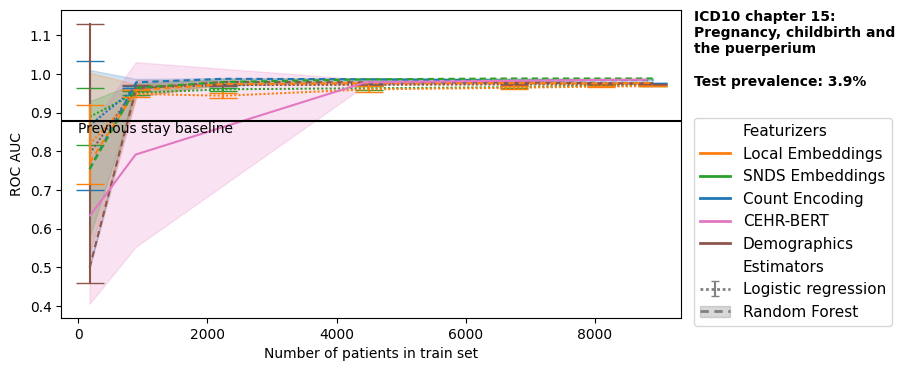 ICD10 chapter 15:
Pregnancy, childbirth and
the puerperium
Test prevalence: 3.9%
ROC AUC
1.1
1.0
0.9
0.8
0.7
0.6
0.5
0.4
Previous stay baseline
0
2000
4000
6000
8000
Number of patients in train set
Featurizers
Local Embeddings
SNDS Embeddings
Count Encoding
CEHR-BERT
Demographics
Estimators
Logistic regression
Random Forest